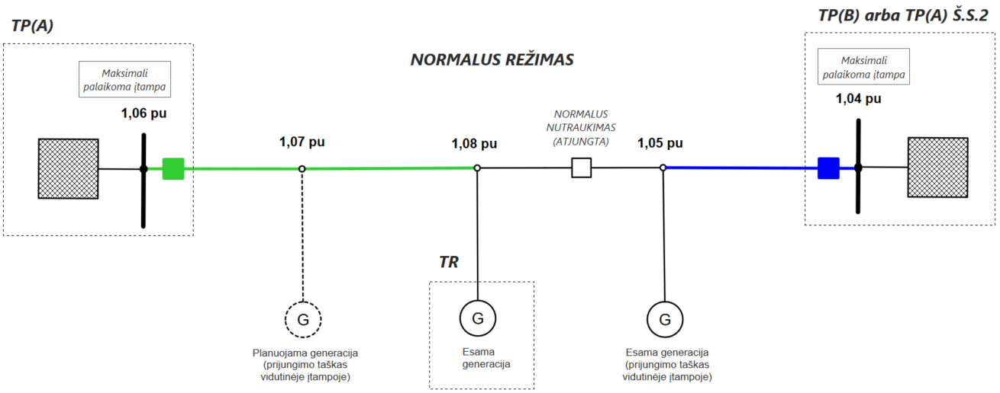 TP(A)
TP(B) arba TP(A) Š.S.2
NORMALUS REŽIMAS
Maksimali
palaikoma įtampa
1,06 pu
Maksimali
palaikoma įtampa
1,04 pu
NORMALUS
NUTRAUKIMAS
(ATJUNGTA)
1,07 pu
1,08 pu
1,05 pu
TR
G
G
G
Planuojama generacija
(prijungimo taškas
vidutinėje įtampoje)
Esama
generacija
Esama generacija
(prijungimo taškas
vidutinėje įtampoje)